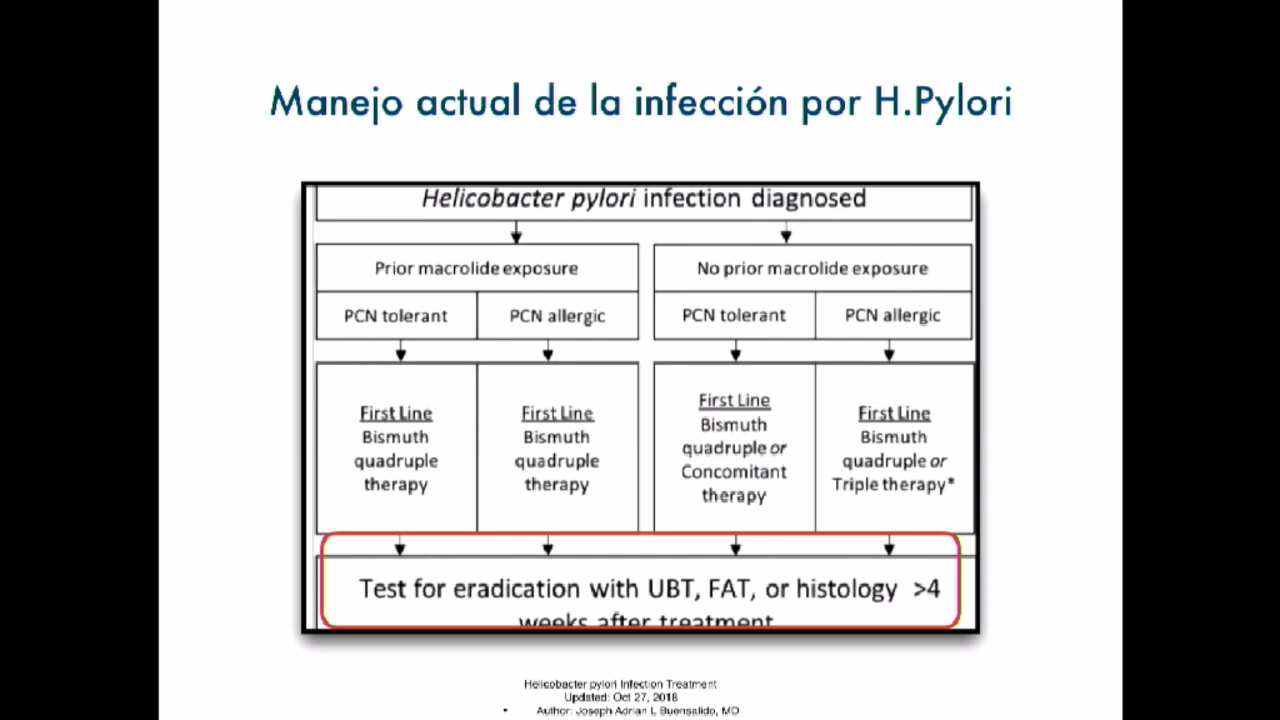 Manejo actual de la infección por H.Pylori
Helicobacter pylori infection diagnosed
Prior macrolide exposure
No prior macrolide exposure
PCN tolerant
PCN allergic
PCN tolerant
PCN allergic
First Line
Bismuth
quadruple
therapy
First Line
Bismuth
quadruple
therapy
First Line
Bismuth
quadruple or
Concomitant
therapy
First Line
Bismuth
quadruple or
Triple therapy*
Test for eradication with UBT, FAT, or histology >4
weeks after treatment
Helicobacter pylori Infection Treatment
Updated: Oct 27, 2018
• Author: Joseph Adrian L Buensalido, MD